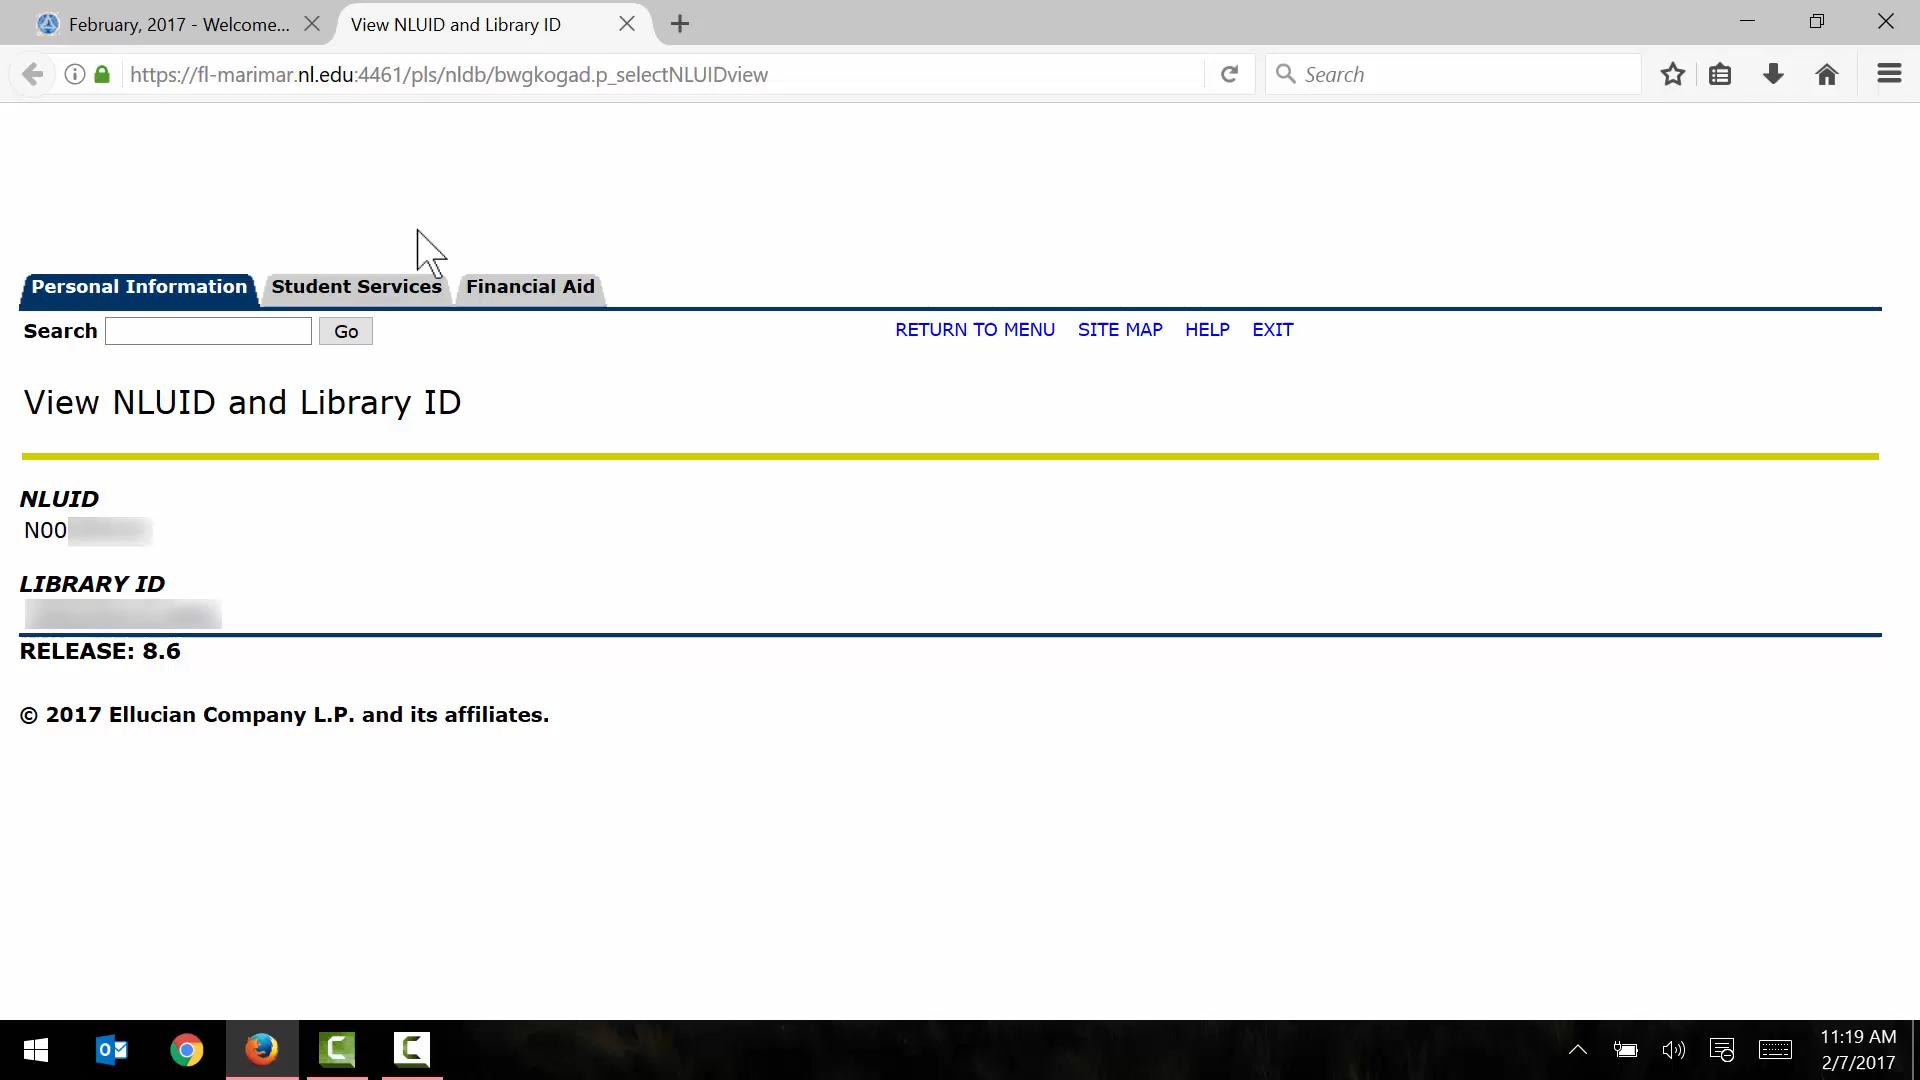 February, 2017 - Welcome...
View NLUID and Library ID
https://fl-marimar.nl.edu:4461/pls/nldb/bwgkogad.p_selectNLUIDview
Search
Personal Information
Student Services
Financial Aid
Search
Go
RETURN TO MENU
SITE MAP
HELP
EXIT
View NLUID and Library ID
NLUID
N00
LIBRARY ID
RELEASE: 8.6
© 2017 Ellucian Company L.P. and its affiliates.
11:19 AM
2/7/2017